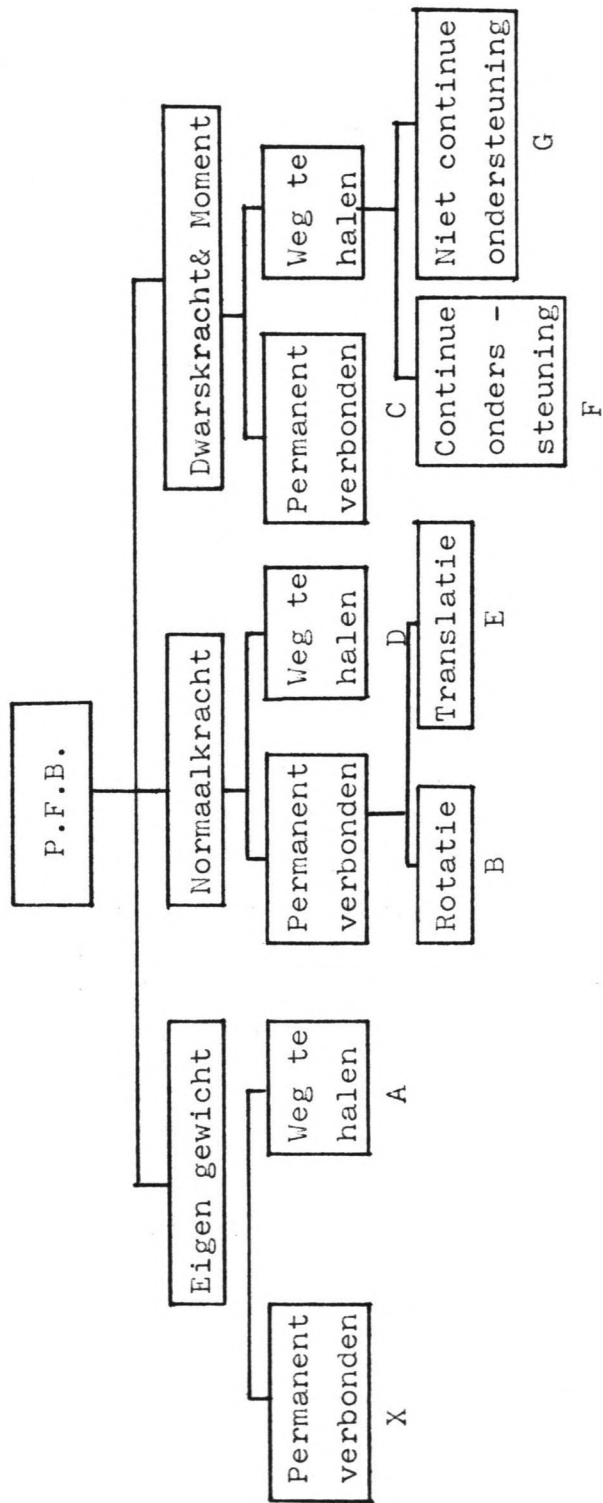 P.F.B.
Eigen gewicht
Normaalkracht
Dwarskracht& Moment
Permanent
verbonden
X
Weg te
halen
A
Permanent
verbonden
Weg te
halen
D
Permanent
verbonden
C
Weg te
halen
Rotatie
B
Translatie
E
Continue
onders -
steuning
F
Niet continue
ondersteuning
G